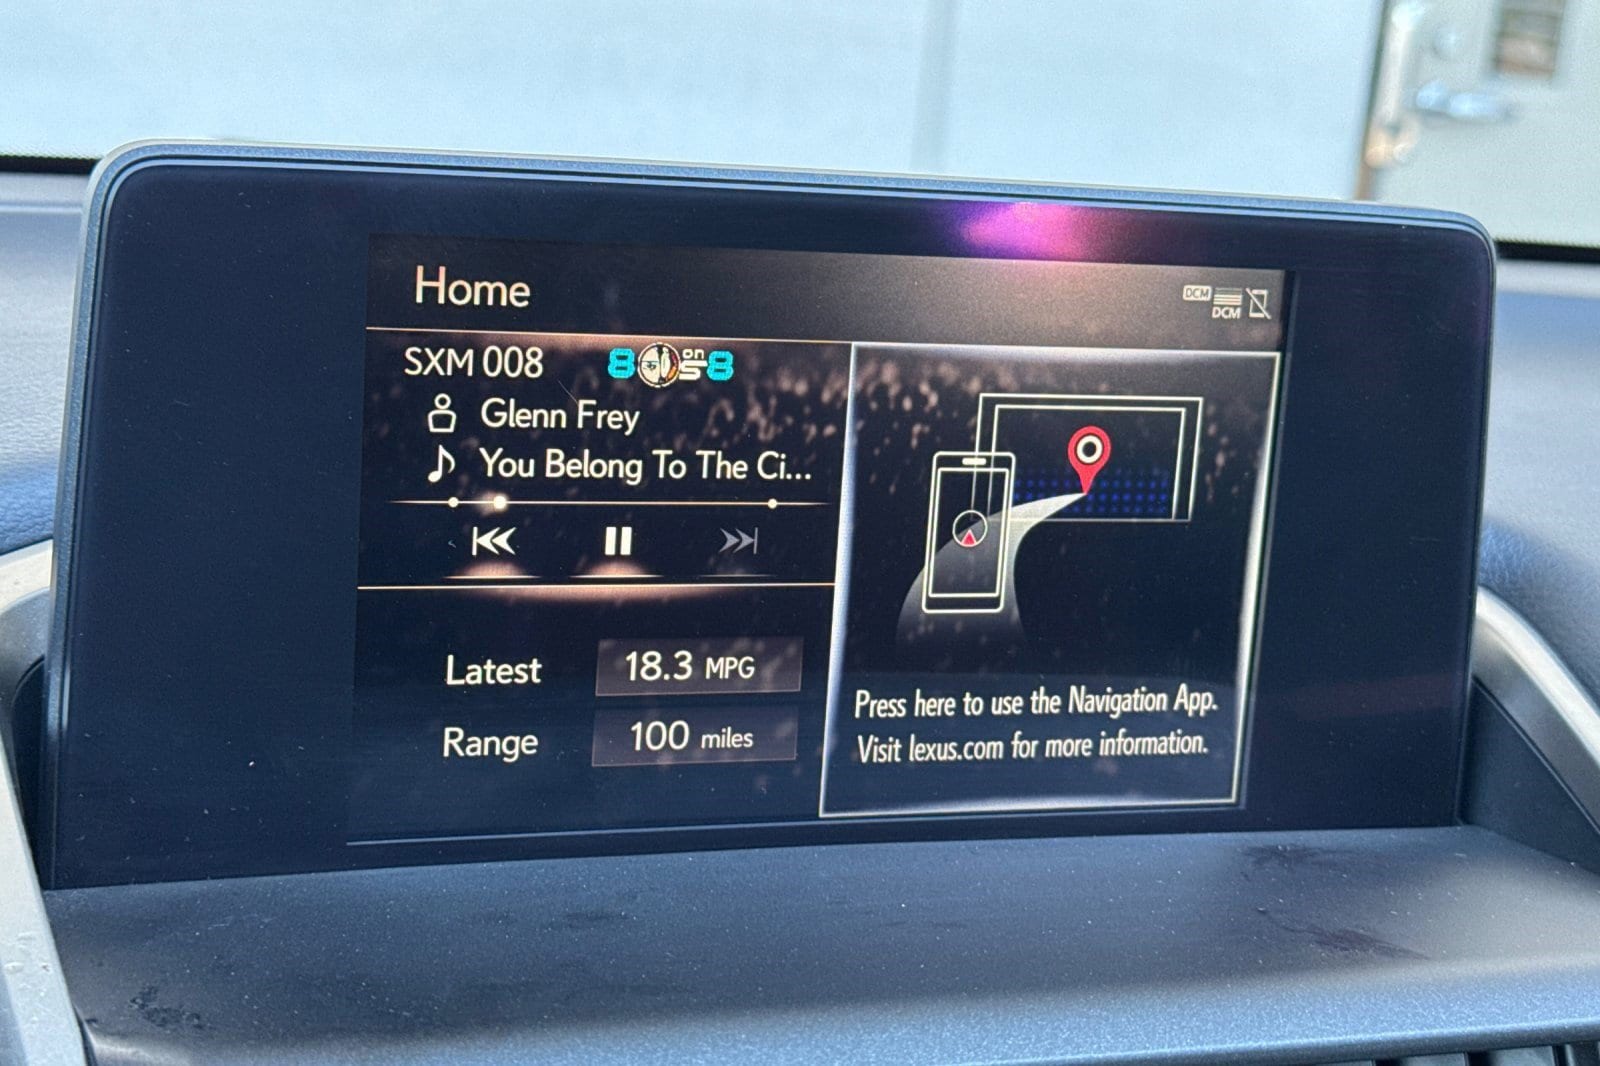 Home
DCM
DCM
SXM 008
8 80s on 8
Glenn Frey
You Belong To The Ci...
Latest 18.3 MPG
Range 100 miles
Press here to use the Navigation App.
Visit lexus.com for more information.